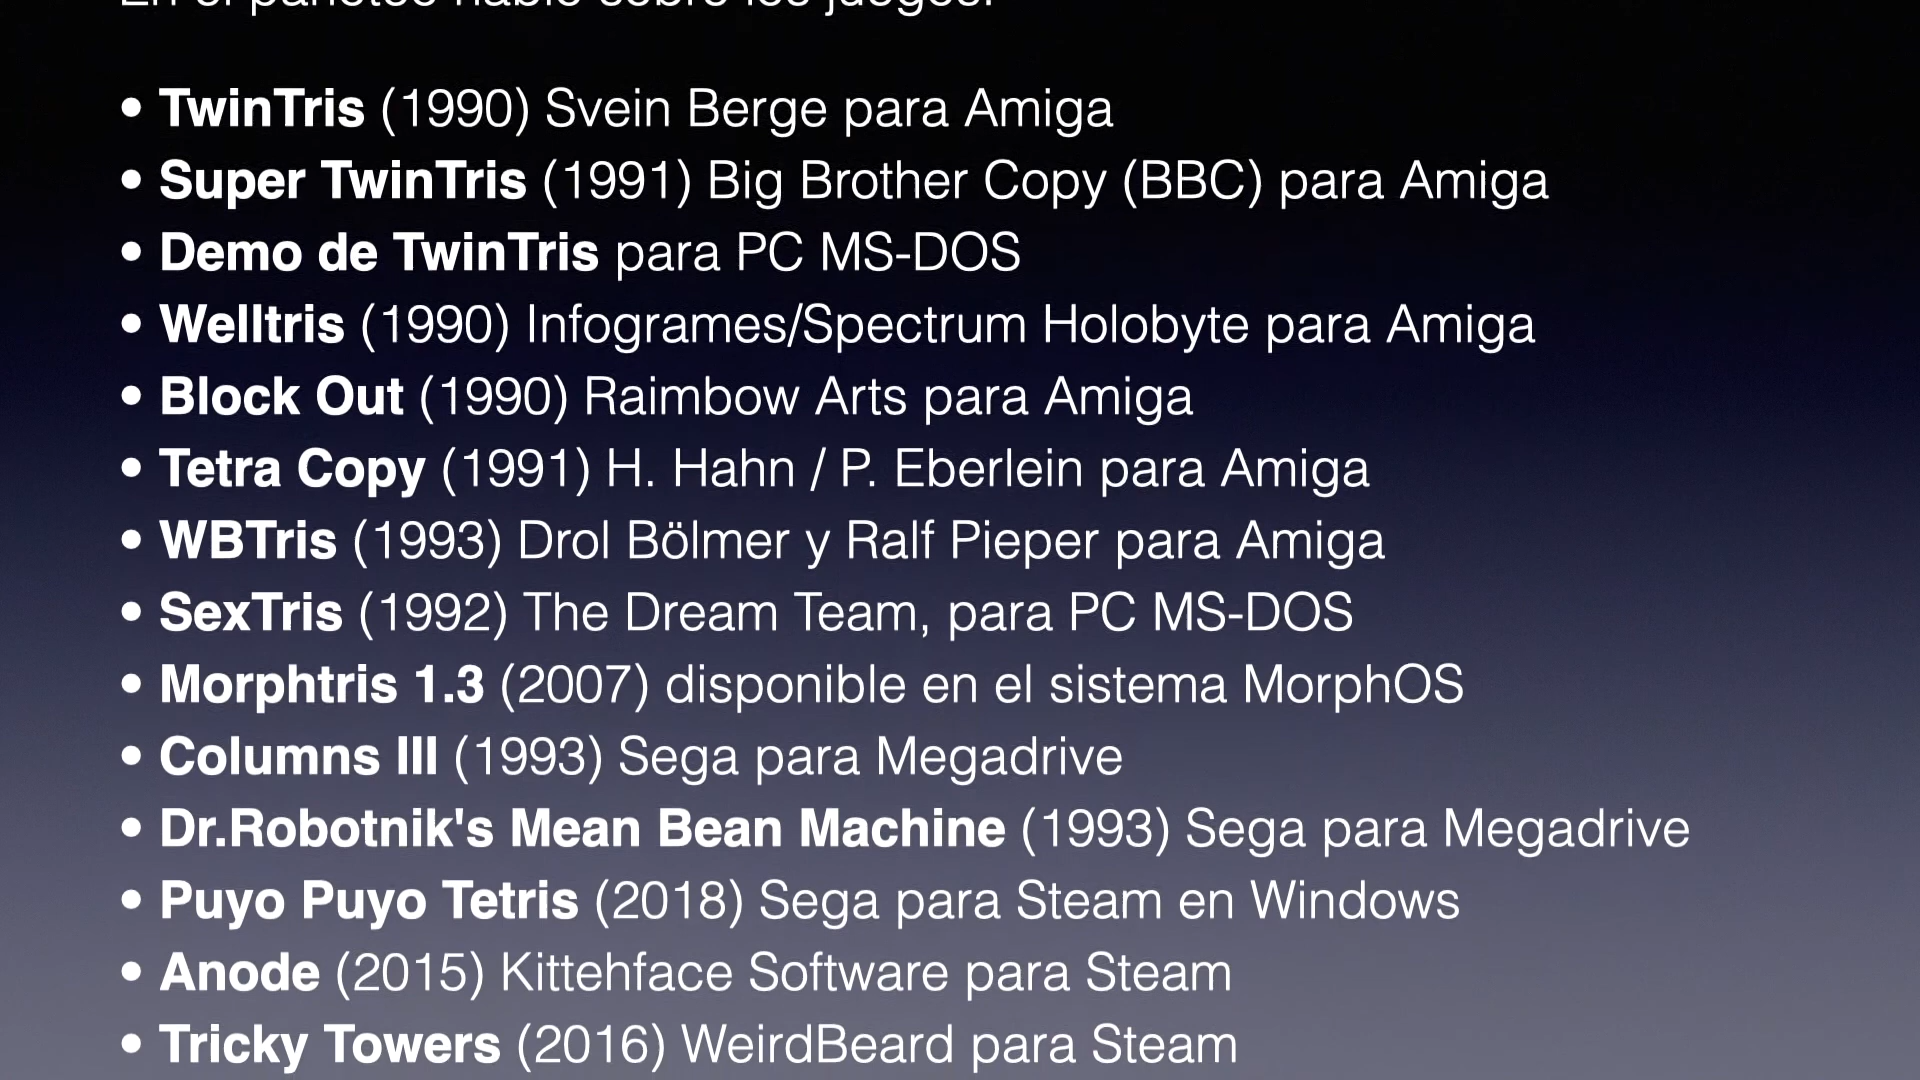 En el paneteo hablo sobre los juegos:
• TwinTris (1990) Svein Berge para Amiga
• Super TwinTris (1991) Big Brother Copy (BBC) para Amiga
• Demo de TwinTris para PC MS-DOS
• Welltris (1990) Infogrames/Spectrum Holobyte para Amiga
• Block Out (1990) Raimbow Arts para Amiga
• Tetra Copy (1991) H. Hahn / P. Eberlein para Amiga
• WBTris (1993) Drol Bölmer y Ralf Pieper para Amiga
• SexTris (1992) The Dream Team, para PC MS-DOS
• Morphtris 1.3 (2007) disponible en el sistema MorphOS
• Columns III (1993) Sega para Megadrive
• Dr.Robotnik's Mean Bean Machine (1993) Sega para Megadrive
• Puyo Puyo Tetris (2018) Sega para Steam en Windows
• Anode (2015) Kittehface Software para Steam
• Tricky Towers (2016) WeirdBeard para Steam